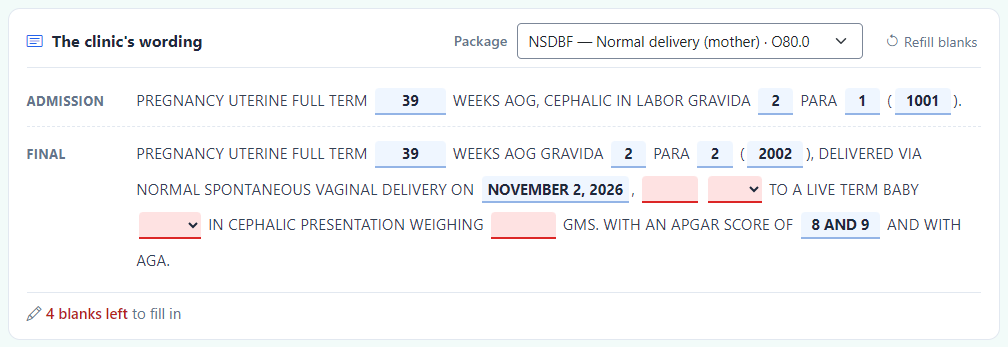 The clinic's wording Package NSDBF — Normal delivery (mother) · O80.0 Refill blanks
ADMISSION PREGNANCY UTERINE FULL TERM 39 WEEKS AOG, CEPHALIC IN LABOR GRAVIDA 2 PARA 1 ( 1001 ).
FINAL PREGNANCY UTERINE FULL TERM 39 WEEKS AOG GRAVIDA 2 PARA 2 ( 2002 ), DELIVERED VIA
NORMAL SPONTANEOUS VAGINAL DELIVERY ON NOVEMBER 2, 2026 , TO A LIVE TERM BABY
IN CEPHALIC PRESENTATION WEIGHING GMS. WITH AN APGAR SCORE OF 8 AND 9 AND WITH
AGA.
4 blanks left to fill in